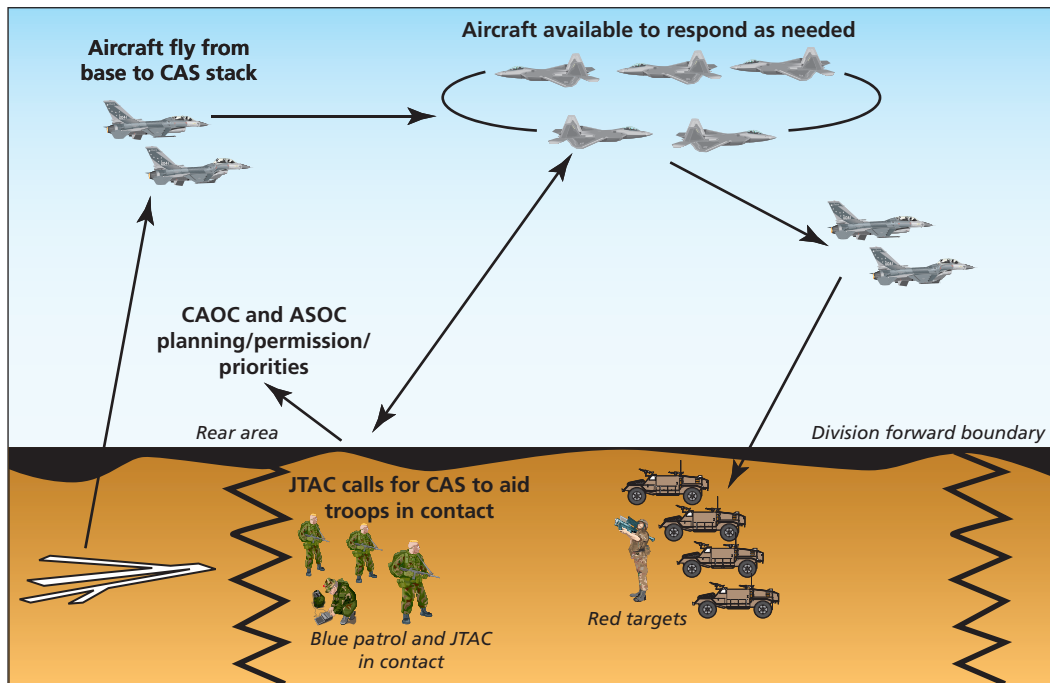 Aircraft fly from
base to CAS stack
Aircraft available to respond as needed
CAOC and ASOC
planning/permission/
priorities
Rear area
Division forward boundary
JTAC calls for CAS to aid
troops in contact
Blue patrol and JTAC
in contact
Red targets